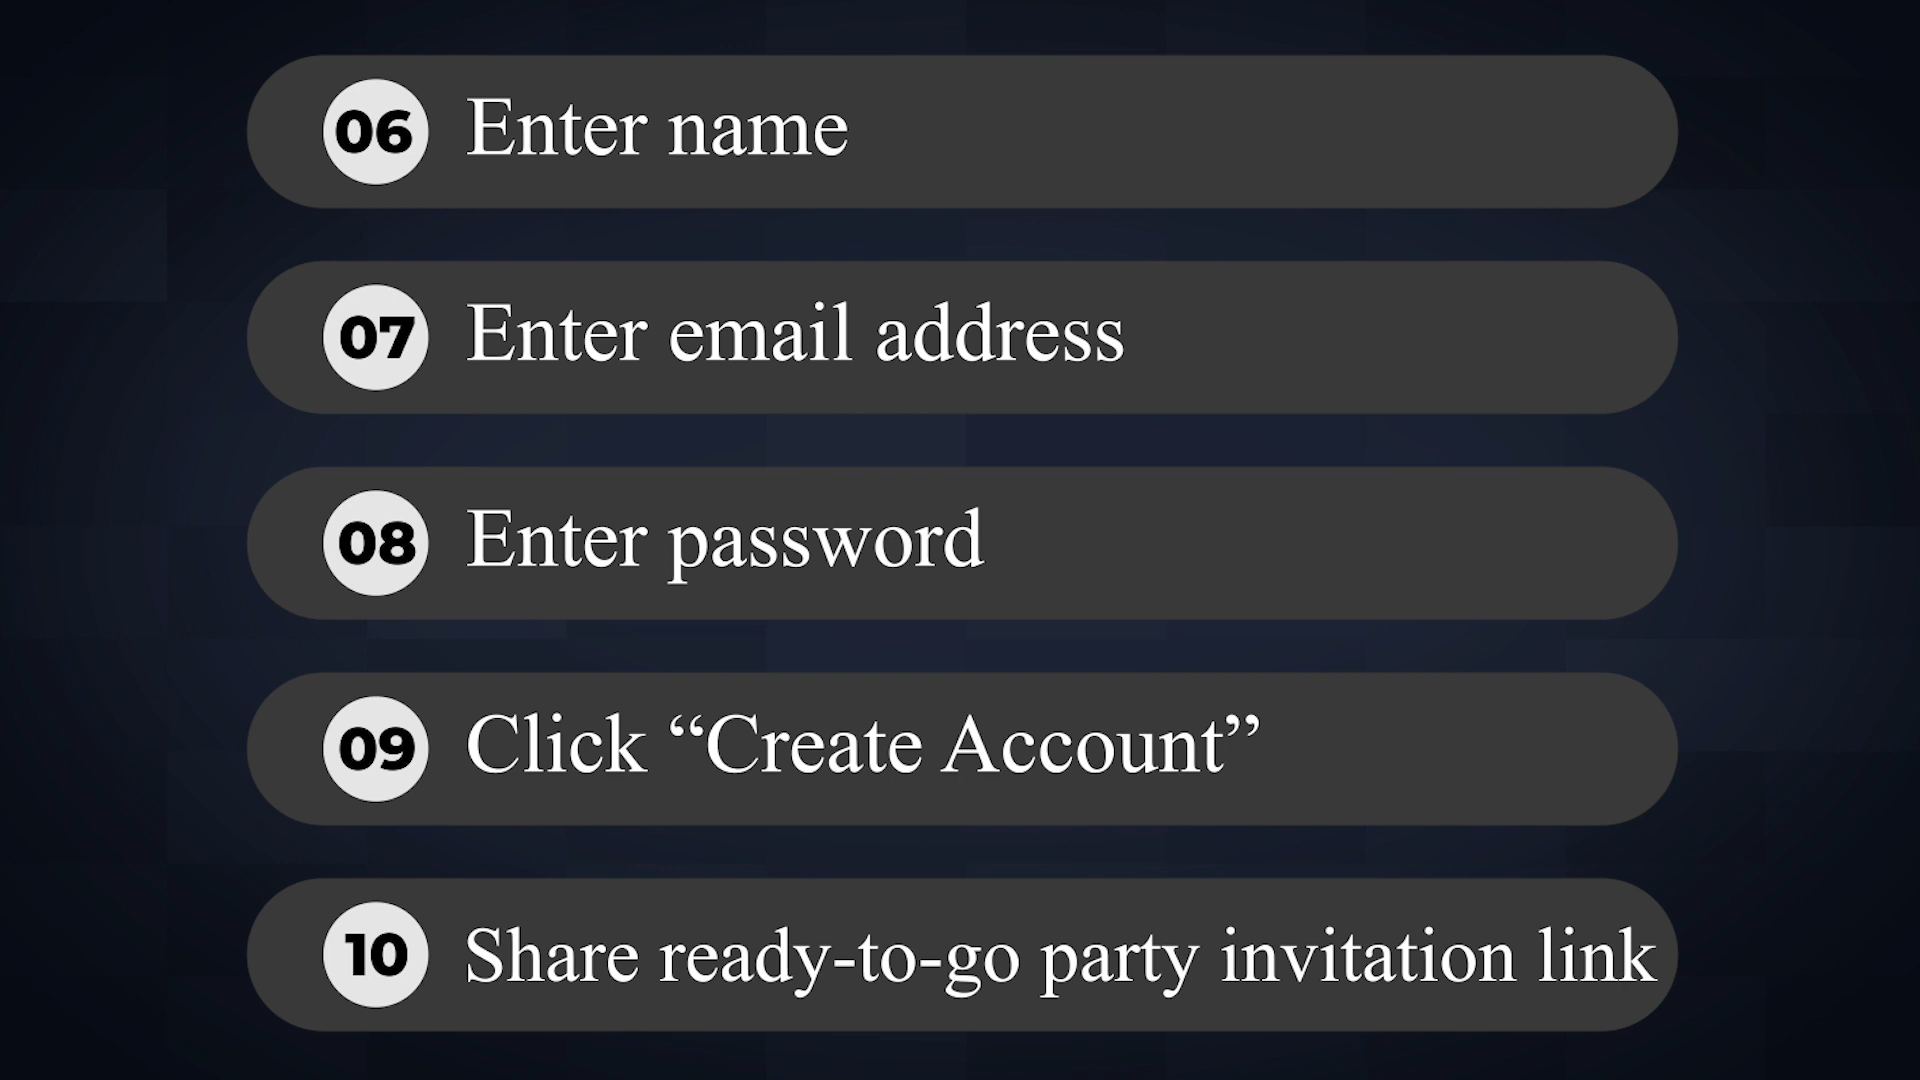 06 Enter name
07 Enter email address
08 Enter password
09 Click “Create Account”
10 Share ready-to-go party invitation link